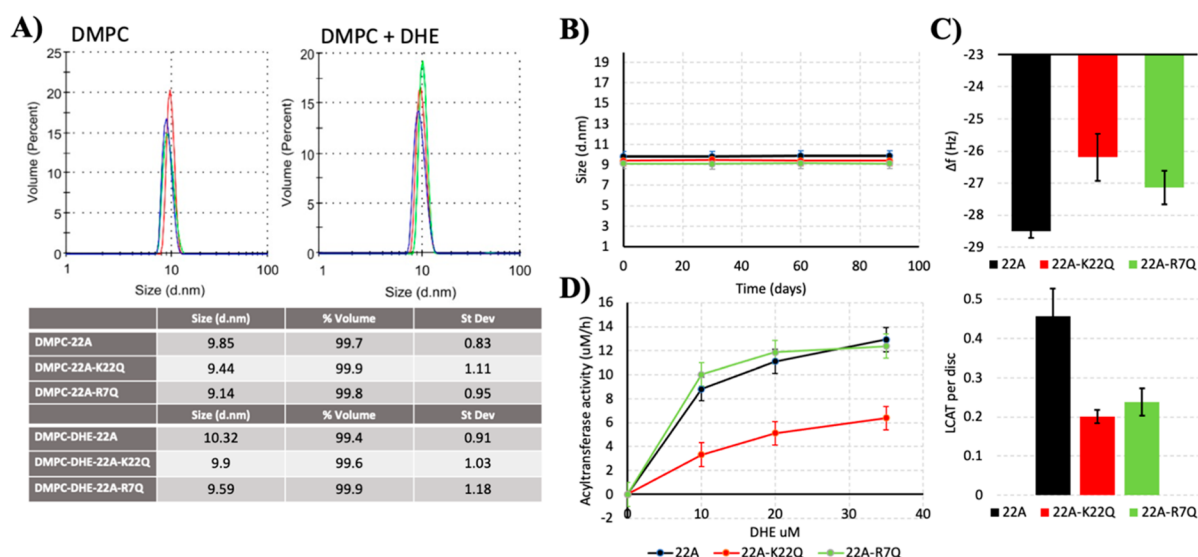 A)
DMPC
25
20
15
10
5
0
Volume (Percent)
1
10
100
Size (d.nm)
DMPC + DHE
20
15
10
5
0
Volume (Percent)
1
10
100
Size (d.nm)
Size (d.nm) % Volume St Dev
DMPC-22A 9.85 99.7 0.83
DMPC-22A-K22Q 9.44 99.9 1.11
DMPC-22A-R7Q 9.14 99.8 0.95
Size (d.nm) % Volume St Dev
DMPC-DHE-22A 10.32 99.4 0.91
DMPC-DHE-22A-K22Q 9.9 99.6 1.03
DMPC-DHE-22A-R7Q 9.59 99.9 1.18
B)
19
17
15
13
11
9
7
5
3
1
Size (d.nm)
0 20 40 60 80 100
Time (days)
C)
-23
-24
-25
-26
-27
-28
-29
Δf (Hz)
22A 22A-K22Q 22A-R7Q
0.5
0.4
0.3
0.2
0.1
0
LCAT per disc
22A 22A-K22Q 22A-R7Q
D)
16
14
12
10
8
6
4
2
0
-2
Acyltransferase activity (uM/h)
0 10 20 30 40
DHE uM
22A 22A-K22Q 22A-R7Q